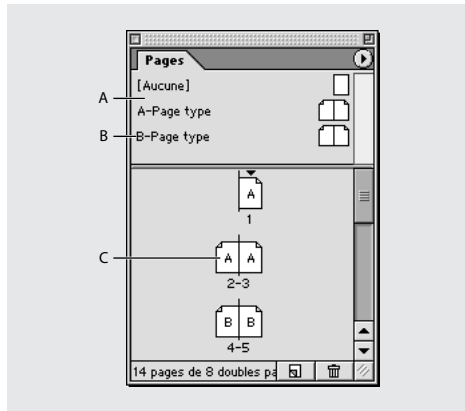 Pages
[Aucune]
A
A-Page type
B
B-Page type
A
1
C
A A
2-3
B B
4-5
14 pages de 8 doubles pa